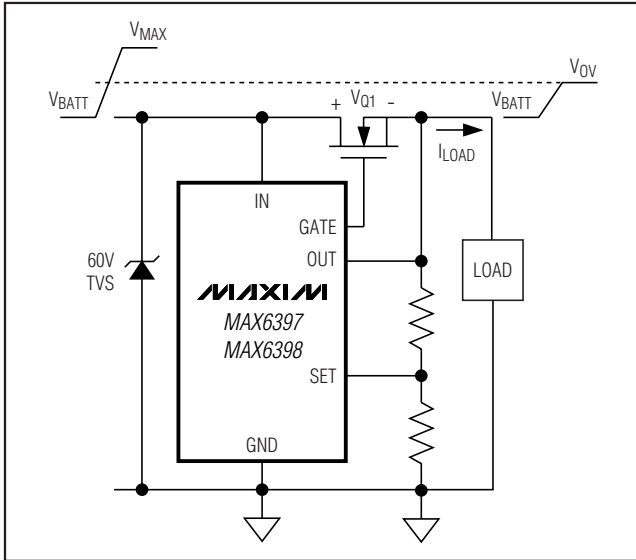 VMAX
VOV
VBATT
+ VQ1 -
VBATT
ILOAD
IN
GATE
60V
TVS
OUT
LOAD
MAXIM
MAX6397
MAX6398
SET
GND